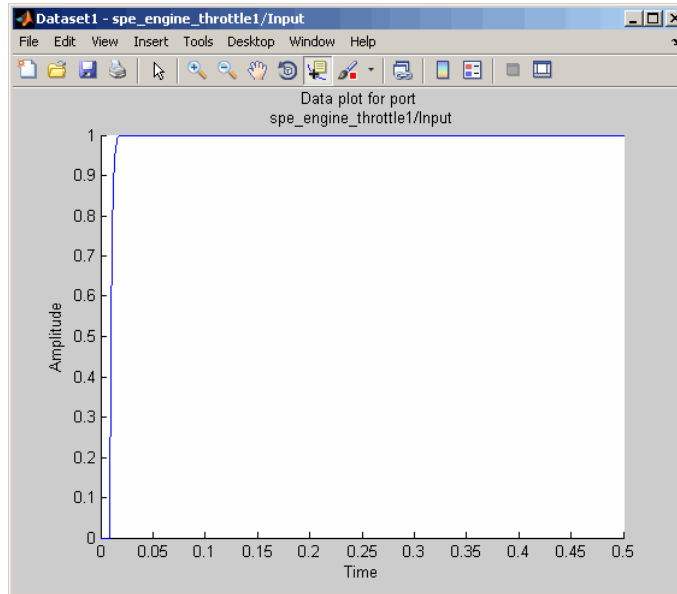 Dataset1 - spe_engine_throttle1/Input
File Edit View Insert Tools Desktop Window Help
Data plot for port
spe_engine_throttle1/Input
1
0.9
0.8
0.7
0.6
0.5
0.4
0.3
0.2
0.1
0
Amplitude
0 0.05 0.1 0.15 0.2 0.25 0.3 0.35 0.4 0.45 0.5
Time